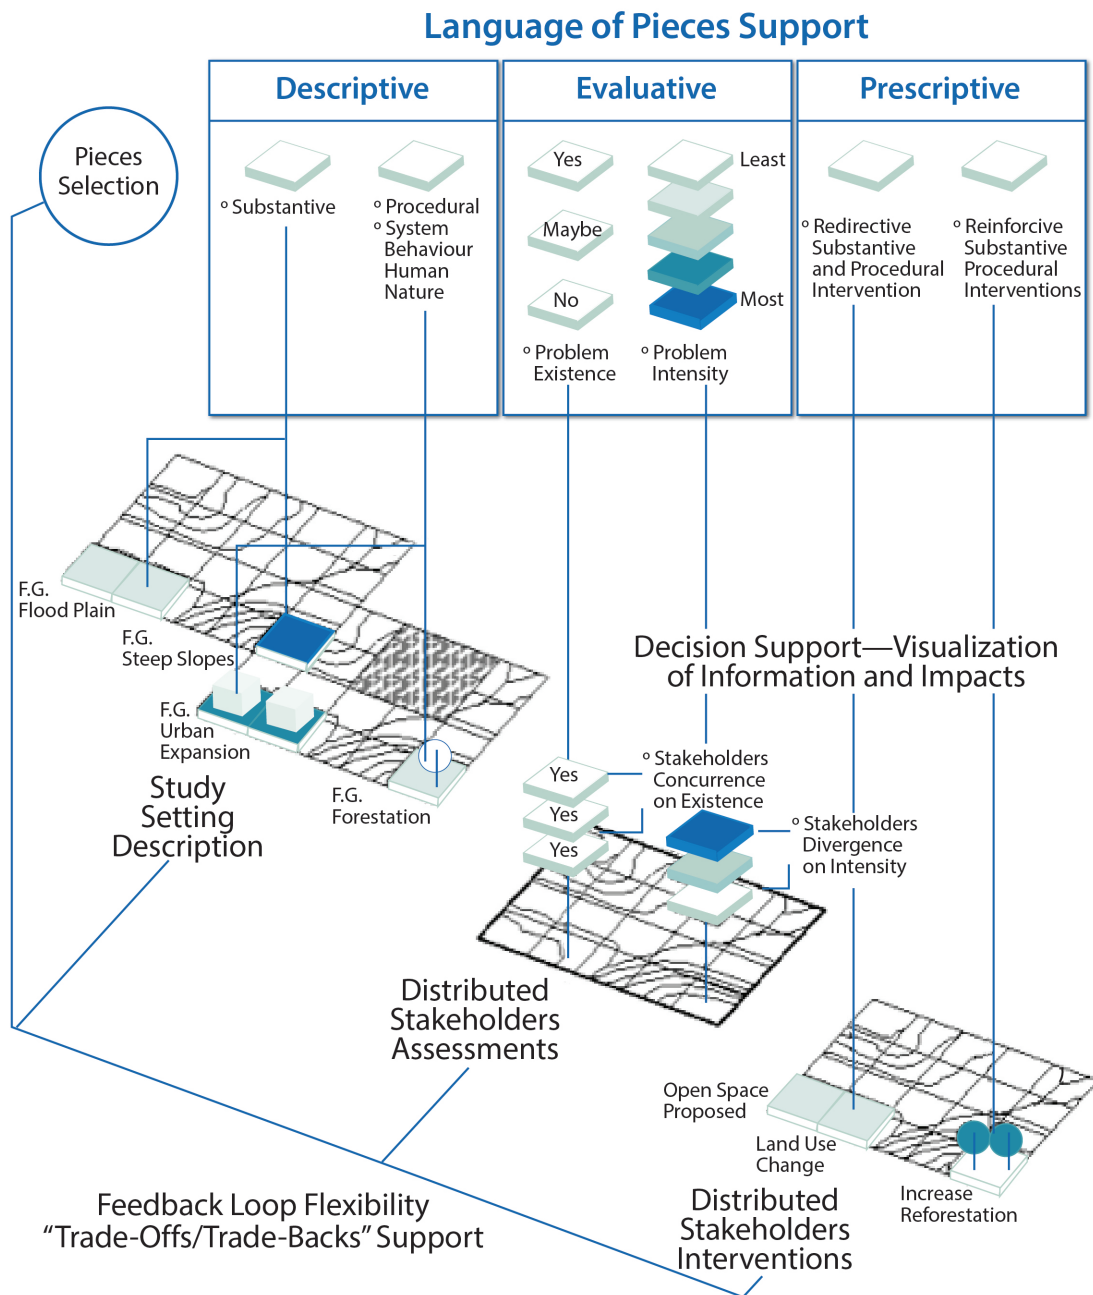 Language of Pieces Support
Descriptive
Evaluative
Prescriptive
Pieces
Selection
º Substantive
º Procedural
º System
Behaviour
Human
Nature
Yes
Maybe
No
º Problem
Existence
Least
Most
º Problem
Intensity
º Redirective
Substantive
and Procedural
Intervention
º Reinforcive
Substantive
Procedural
Interventions
F.G.
Flood Plain
F.G.
Steep Slopes
F.G.
Urban
Expansion
F.G.
Forestation
Study
Setting
Description
Decision Support—Visualization
of Information and Impacts
Yes
Yes
Yes
º Stakeholders
Concurrence
on Existence
º Stakeholders
Divergence
on Intensity
Distributed
Stakeholders
Assessments
Open Space
Proposed
Land Use
Change
Increase
Reforestation
Distributed
Stakeholders
Interventions
Feedback Loop Flexibility
“Trade-Offs/Trade-Backs” Support